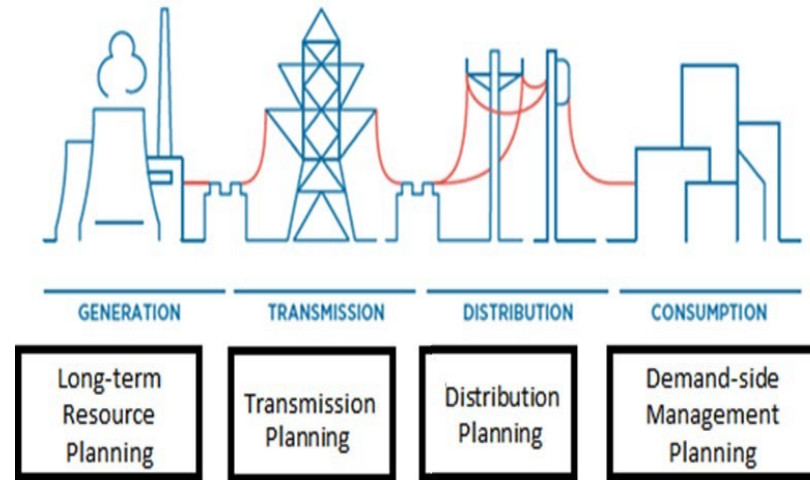 GENERATION
TRANSMISSION
DISTRIBUTION
CONSUMPTION
Long-term
Resource
Planning
Transmission
Planning
Distribution
Planning
Demand-side
Management
Planning